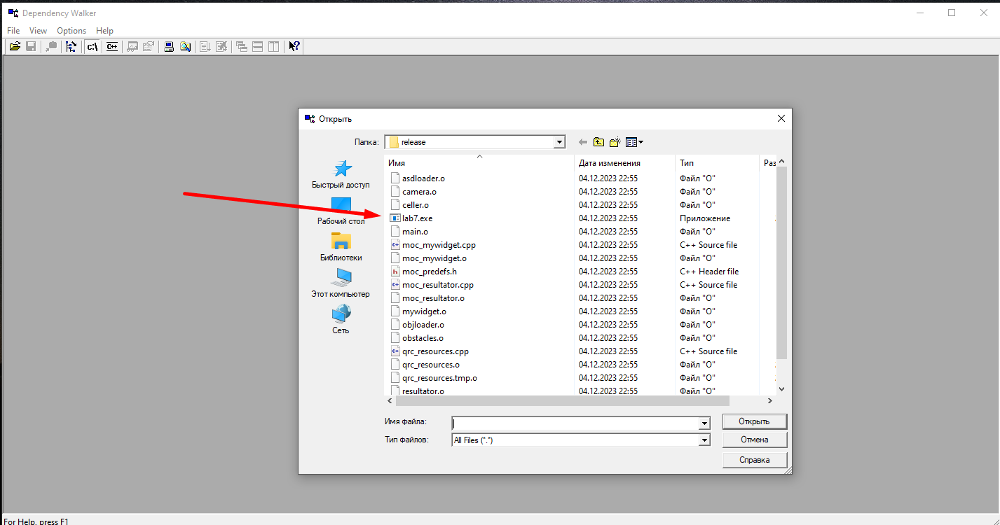 Dependency Walker
File View Options Help
c:\ C++
Открыть
Папка: release
Имя Дата изменения Тип Раз
Быстрый доступ
Рабочий стол
Библиотеки
Этот компьютер
Сеть
asdloader.o 04.12.2023 22:55 Файл "O"
camera.o 04.12.2023 22:55 Файл "O"
celler.o 04.12.2023 22:55 Файл "O"
lab7.exe 04.12.2023 22:55 Приложение
main.o 04.12.2023 22:55 Файл "O"
moc_mywidget.cpp 04.12.2023 22:55 C++ Source file
moc_mywidget.o 04.12.2023 22:55 Файл "O"
moc_predefs.h 04.12.2023 22:55 C++ Header file
moc_resultator.cpp 04.12.2023 22:55 C++ Source file
moc_resultator.o 04.12.2023 22:55 Файл "O"
mywidget.o 04.12.2023 22:55 Файл "O"
objloader.o 04.12.2023 22:55 Файл "O"
obstacles.o 04.12.2023 22:55 Файл "O"
qrc_resources.cpp 04.12.2023 22:55 C++ Source file
qrc_resources.o 04.12.2023 22:55 Файл "O"
qrc_resources.tmp.o 04.12.2023 22:55 Файл "O"
resultator.o 04.12.2023 22:55 Файл "O"
Имя файла: Открыть
Тип файлов: All Files (*.*) Отмена
Справка
For Help, press F1